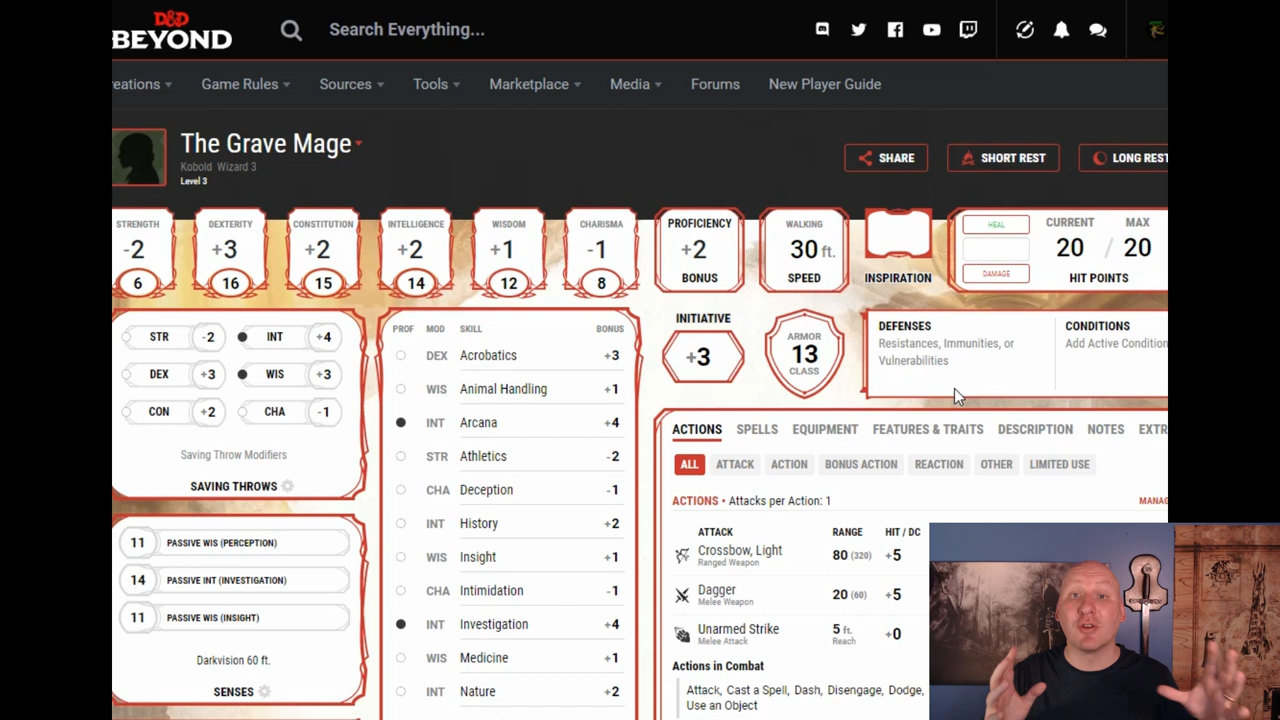 D&D
BEYOND
Search Everything...
eations
Game Rules
Sources
Tools
Marketplace
Media
Forums
New Player Guide
The Grave Mage
Kobold Wizard 3
Level 3
SHARE
SHORT REST
LONG REST
STRENGTH
-2
6
DEXTERITY
+3
16
CONSTITUTION
+2
15
INTELLIGENCE
+2
14
WISDOM
+1
12
CHARISMA
-1
8
PROFICIENCY
+2
BONUS
WALKING
30 ft.
SPEED
INSPIRATION
HEAL
DAMAGE
CURRENT
MAX
20 / 20
HIT POINTS
STR -2
INT +4
DEX +3
WIS +3
CON +2
CHA -1
Saving Throw Modifiers
SAVING THROWS
11 PASSIVE WIS (PERCEPTION)
14 PASSIVE INT (INVESTIGATION)
11 PASSIVE WIS (INSIGHT)
Darkvision 60 ft.
SENSES
PROF MOD SKILL BONUS
DEX Acrobatics +3
WIS Animal Handling +1
INT Arcana +4
STR Athletics -2
CHA Deception -1
INT History +2
WIS Insight +1
CHA Intimidation -1
INT Investigation +4
WIS Medicine +1
INT Nature +2
INITIATIVE
+3
ARMOR
13
CLASS
DEFENSES
Resistances, Immunities, or
Vulnerabilities
CONDITIONS
Add Active Condition
ACTIONS SPELLS EQUIPMENT FEATURES & TRAITS DESCRIPTION NOTES EXTR
ALL ATTACK ACTION BONUS ACTION REACTION OTHER LIMITED USE
ACTIONS • Attacks per Action: 1
MANAG
ATTACK RANGE HIT / DC
Crossbow, Light 80 (320) +5
Ranged Weapon
Dagger 20 (60) +5
Melee Weapon
Unarmed Strike 5 ft. +0
Melee Attack Reach
Actions in Combat
Attack, Cast a Spell, Dash, Disengage, Dodge,
Use an Object